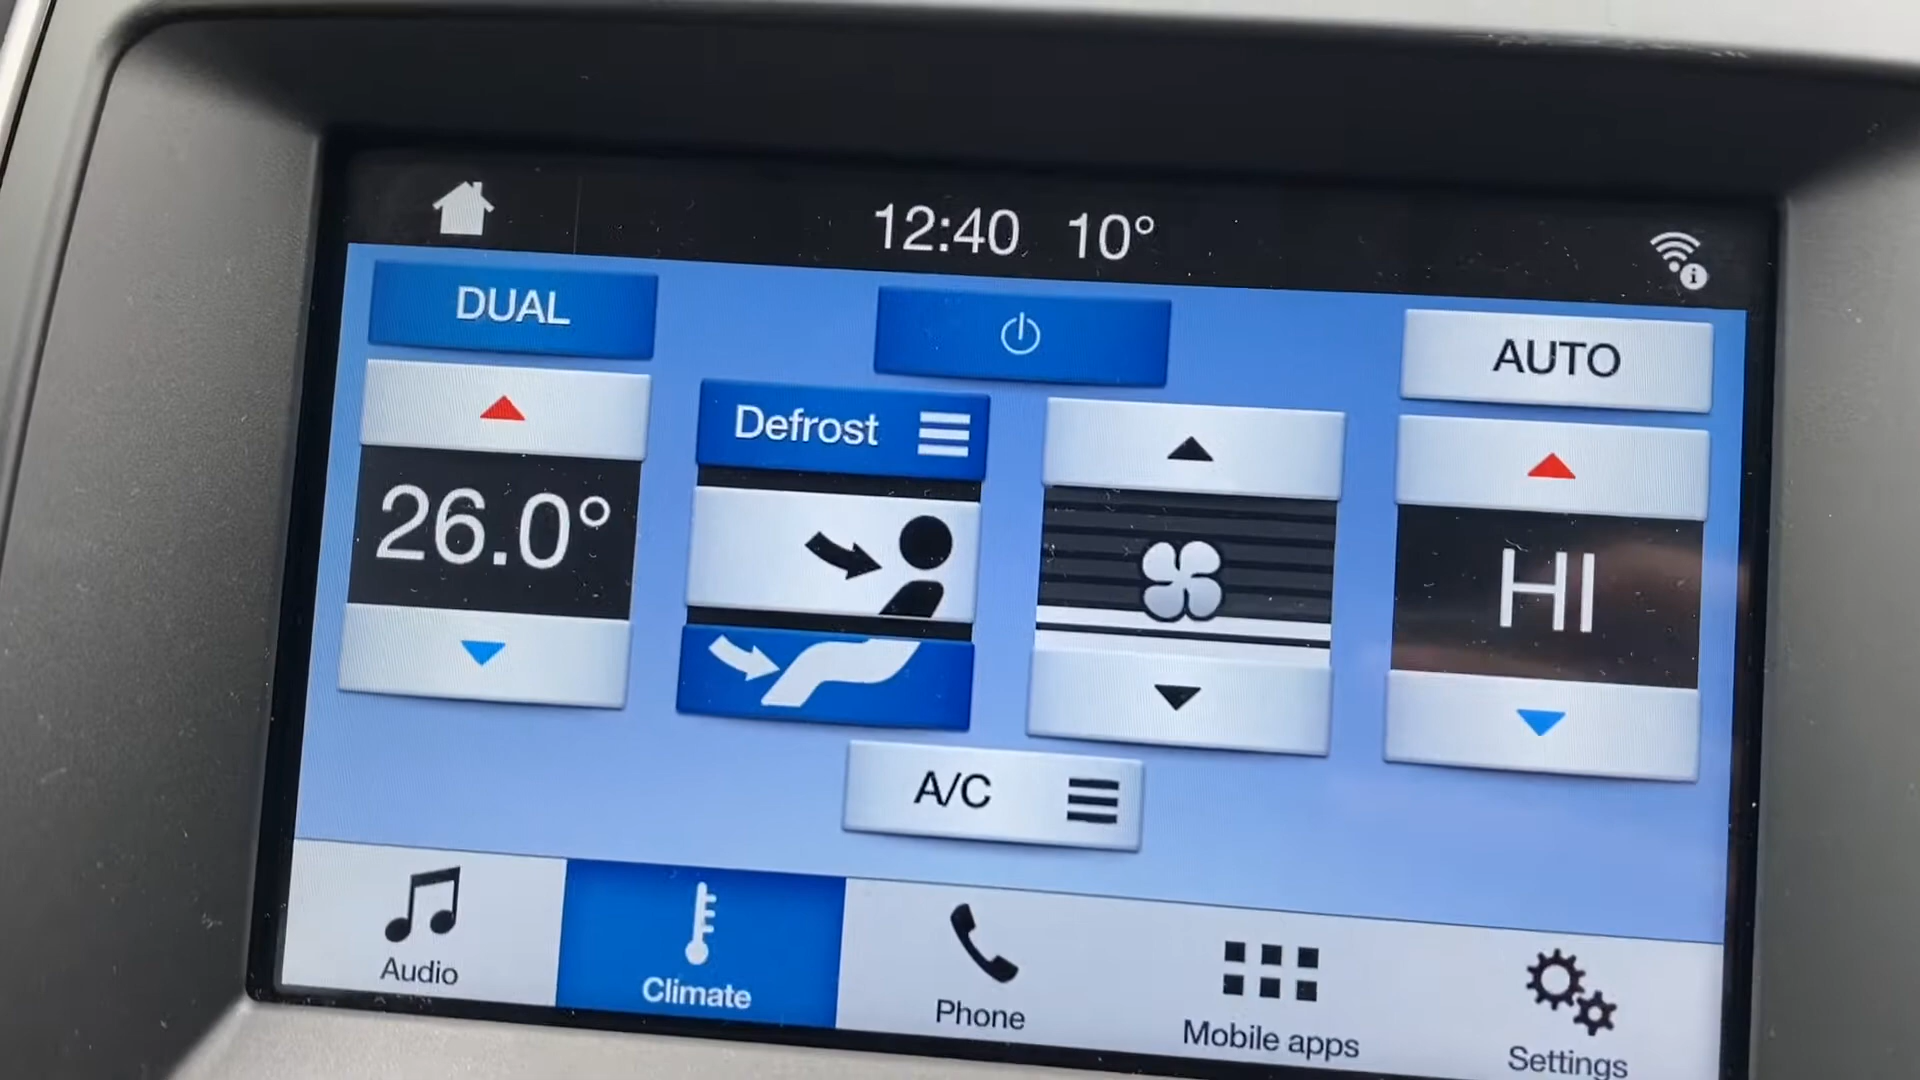 12:40 10°
DUAL
AUTO
Defrost
26.0°
HI
A/C
Audio
Climate
Phone
Mobile apps
Settings